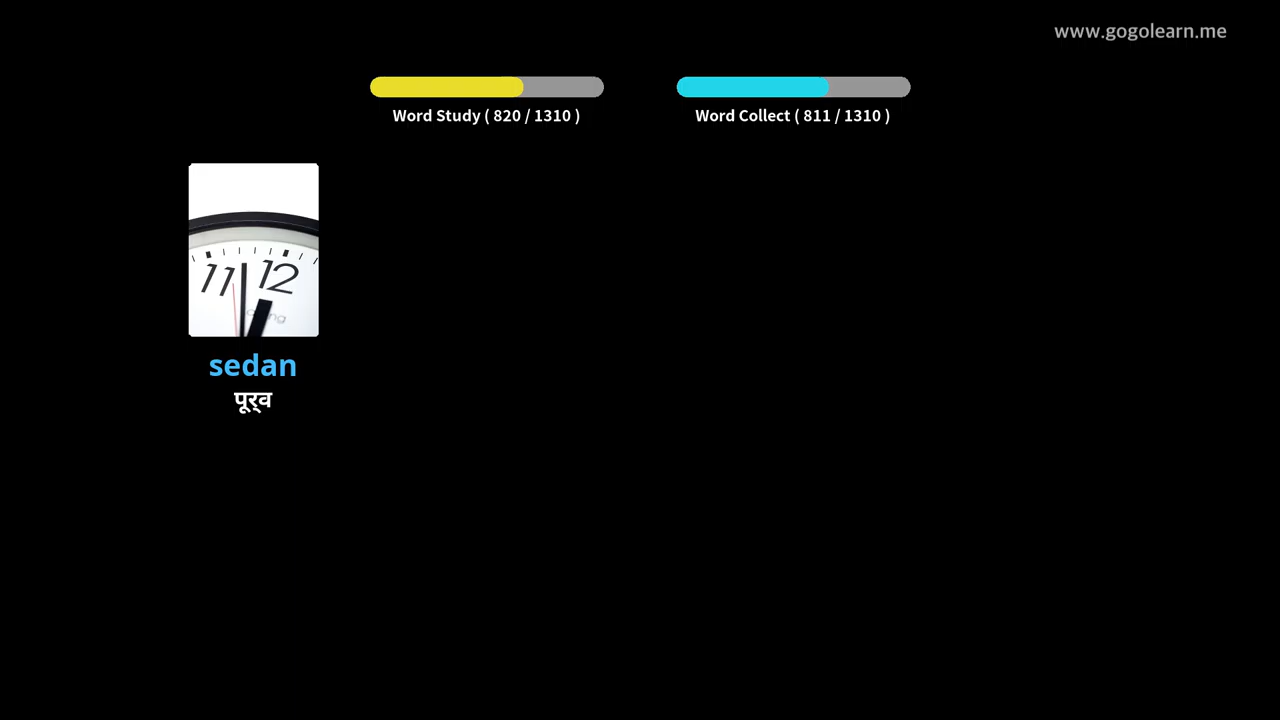 www.gogolearn.me
Word Study ( 820 / 1310 )
Word Collect ( 811 / 1310 )
11 12
sedan
पूर्व